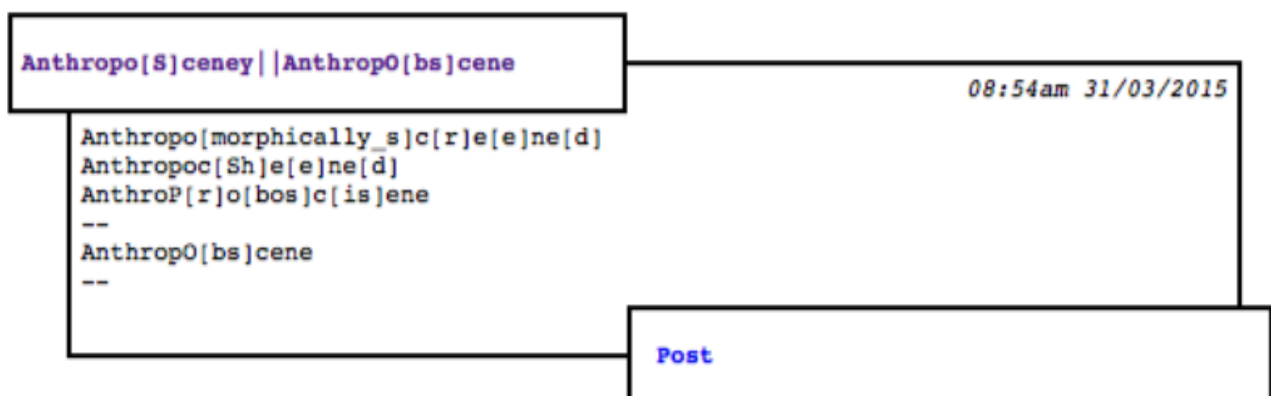 Anthropo[S]ceney||AnthropO[bs]cene
08:54am 31/03/2015
Anthropo[morphically_s]c[r]e[e]ne[d]
Anthropoc[Sh]e[e]ne[d]
AnthroP[r]o[bos]c[is]ene
--
AnthropO[bs]cene
--
Post